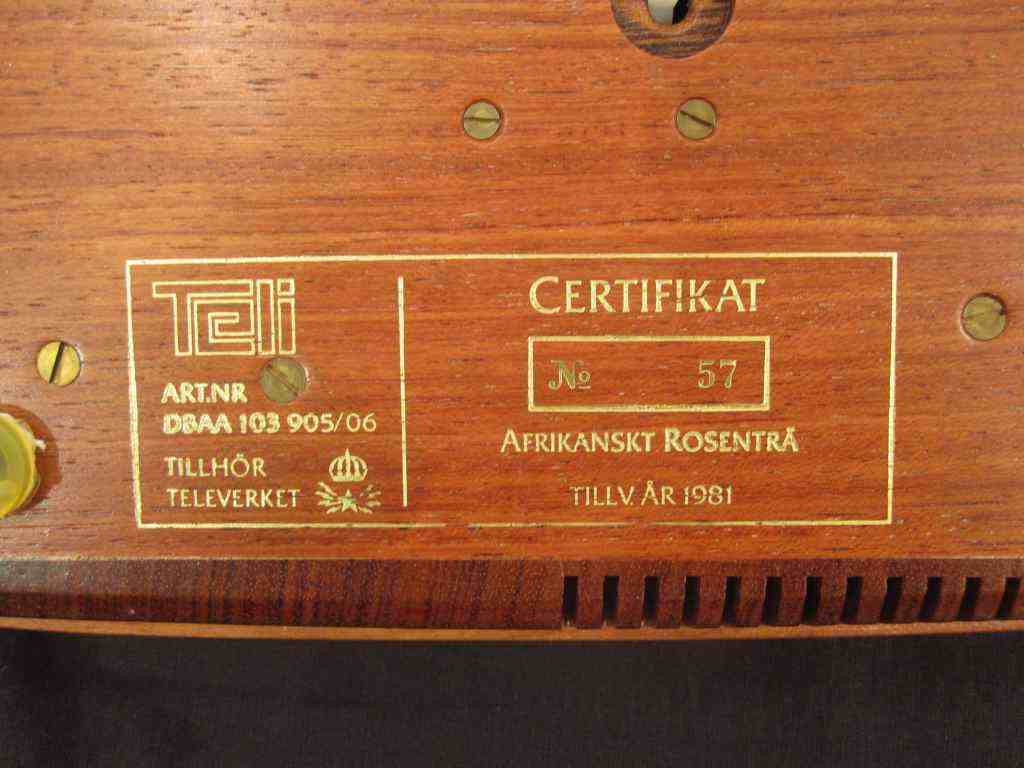 Teli
ART.NR
DBAA 103 905/06
TILLHÖR
TELEVERKET
CERTIFIKAT
No 57
AFRIKANSKT ROSENTRÄ
TILLV. ÅR 1981